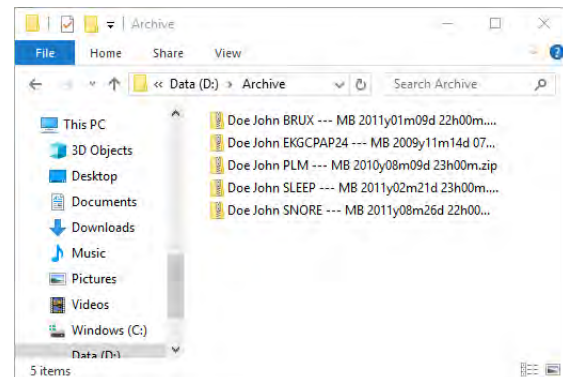 Archive
File Home Share View
« Data (D:) › Archive Search Archive
This PC
3D Objects
Desktop
Documents
Downloads
Music
Pictures
Videos
Windows (C:)
Data (D:)
Doe John BRUX --- MB 2011y01m09d 22h00m....
Doe John EKGCPAP24 --- MB 2009y11m14d 07...
Doe John PLM --- MB 2010y08m09d 23h00m.zip
Doe John SLEEP --- MB 2011y02m21d 23h00m....
Doe John SNORE --- MB 2011y08m26d 22h00...
5 items